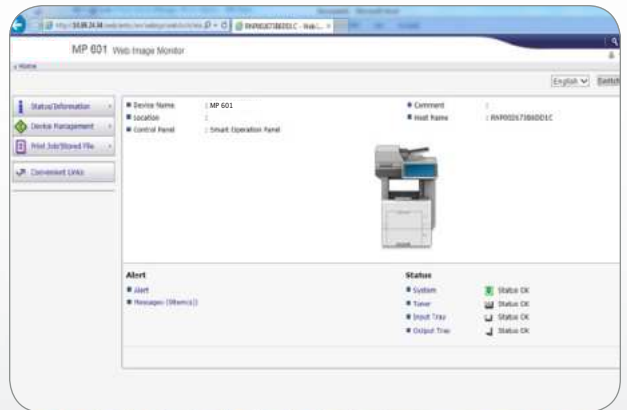 MP 601 Web Image Monitor
Home
English
Status/Information
Device Management
Print Job/Stored File
Convenient Links
Device Name : MP 601
Location :
Control Panel : Smart Operation Panel
Comment :
Host Name :
Alert
Alert
Messages (0item(s))
Status
System Status OK
Toner Status OK
Input Tray Status OK
Output Tray Status OK